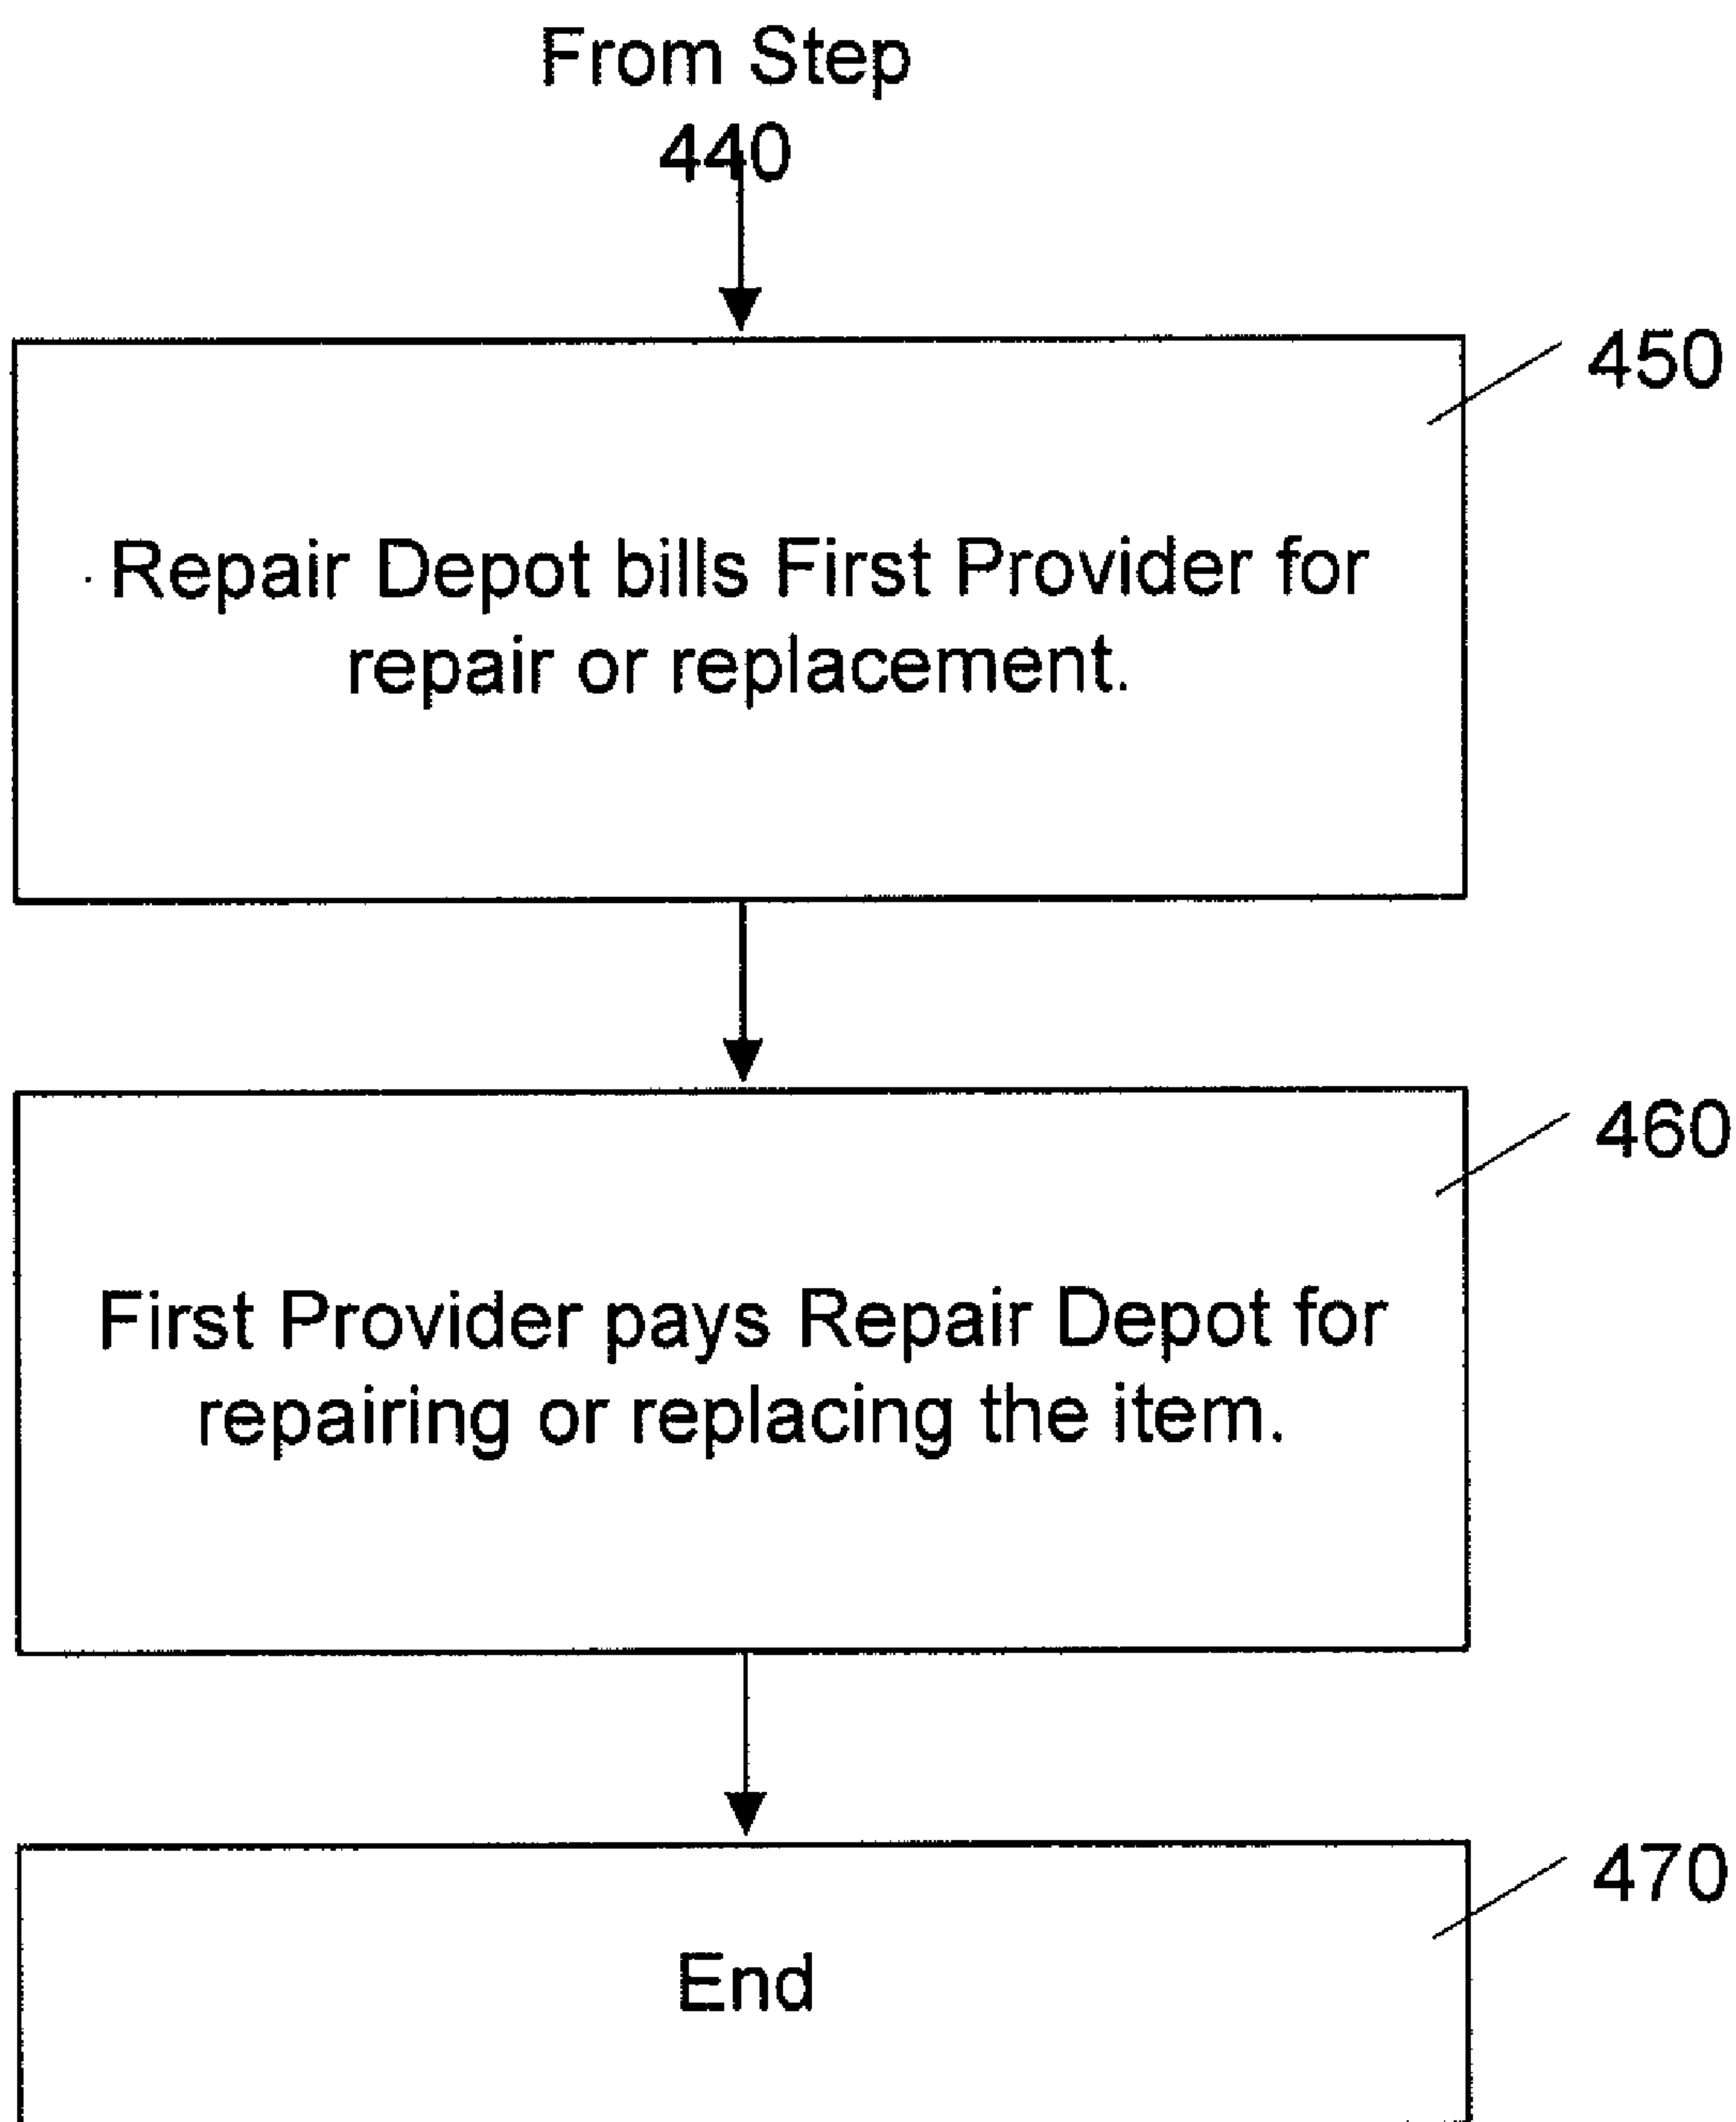 From Step
440
450
Repair Depot bills First Provider for
repair or replacement.
460
First Provider pays Repair Depot for
repairing or replacing the item.
470
End